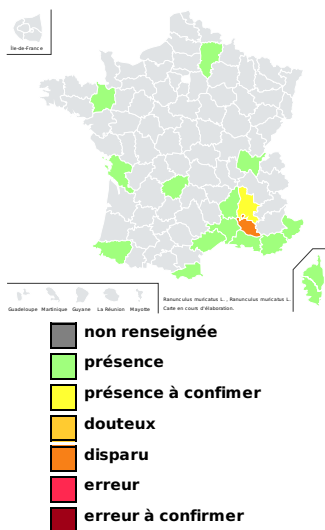 Île-de-France
Guadeloupe Martinique Guyane La Réunion Mayotte
Ranunculus muricatus L. , Ranunculus muricatus L.
Carte en cours d'élaboration.
non renseignée
présence
présence à confimer
douteux
disparu
erreur
erreur à confirmer